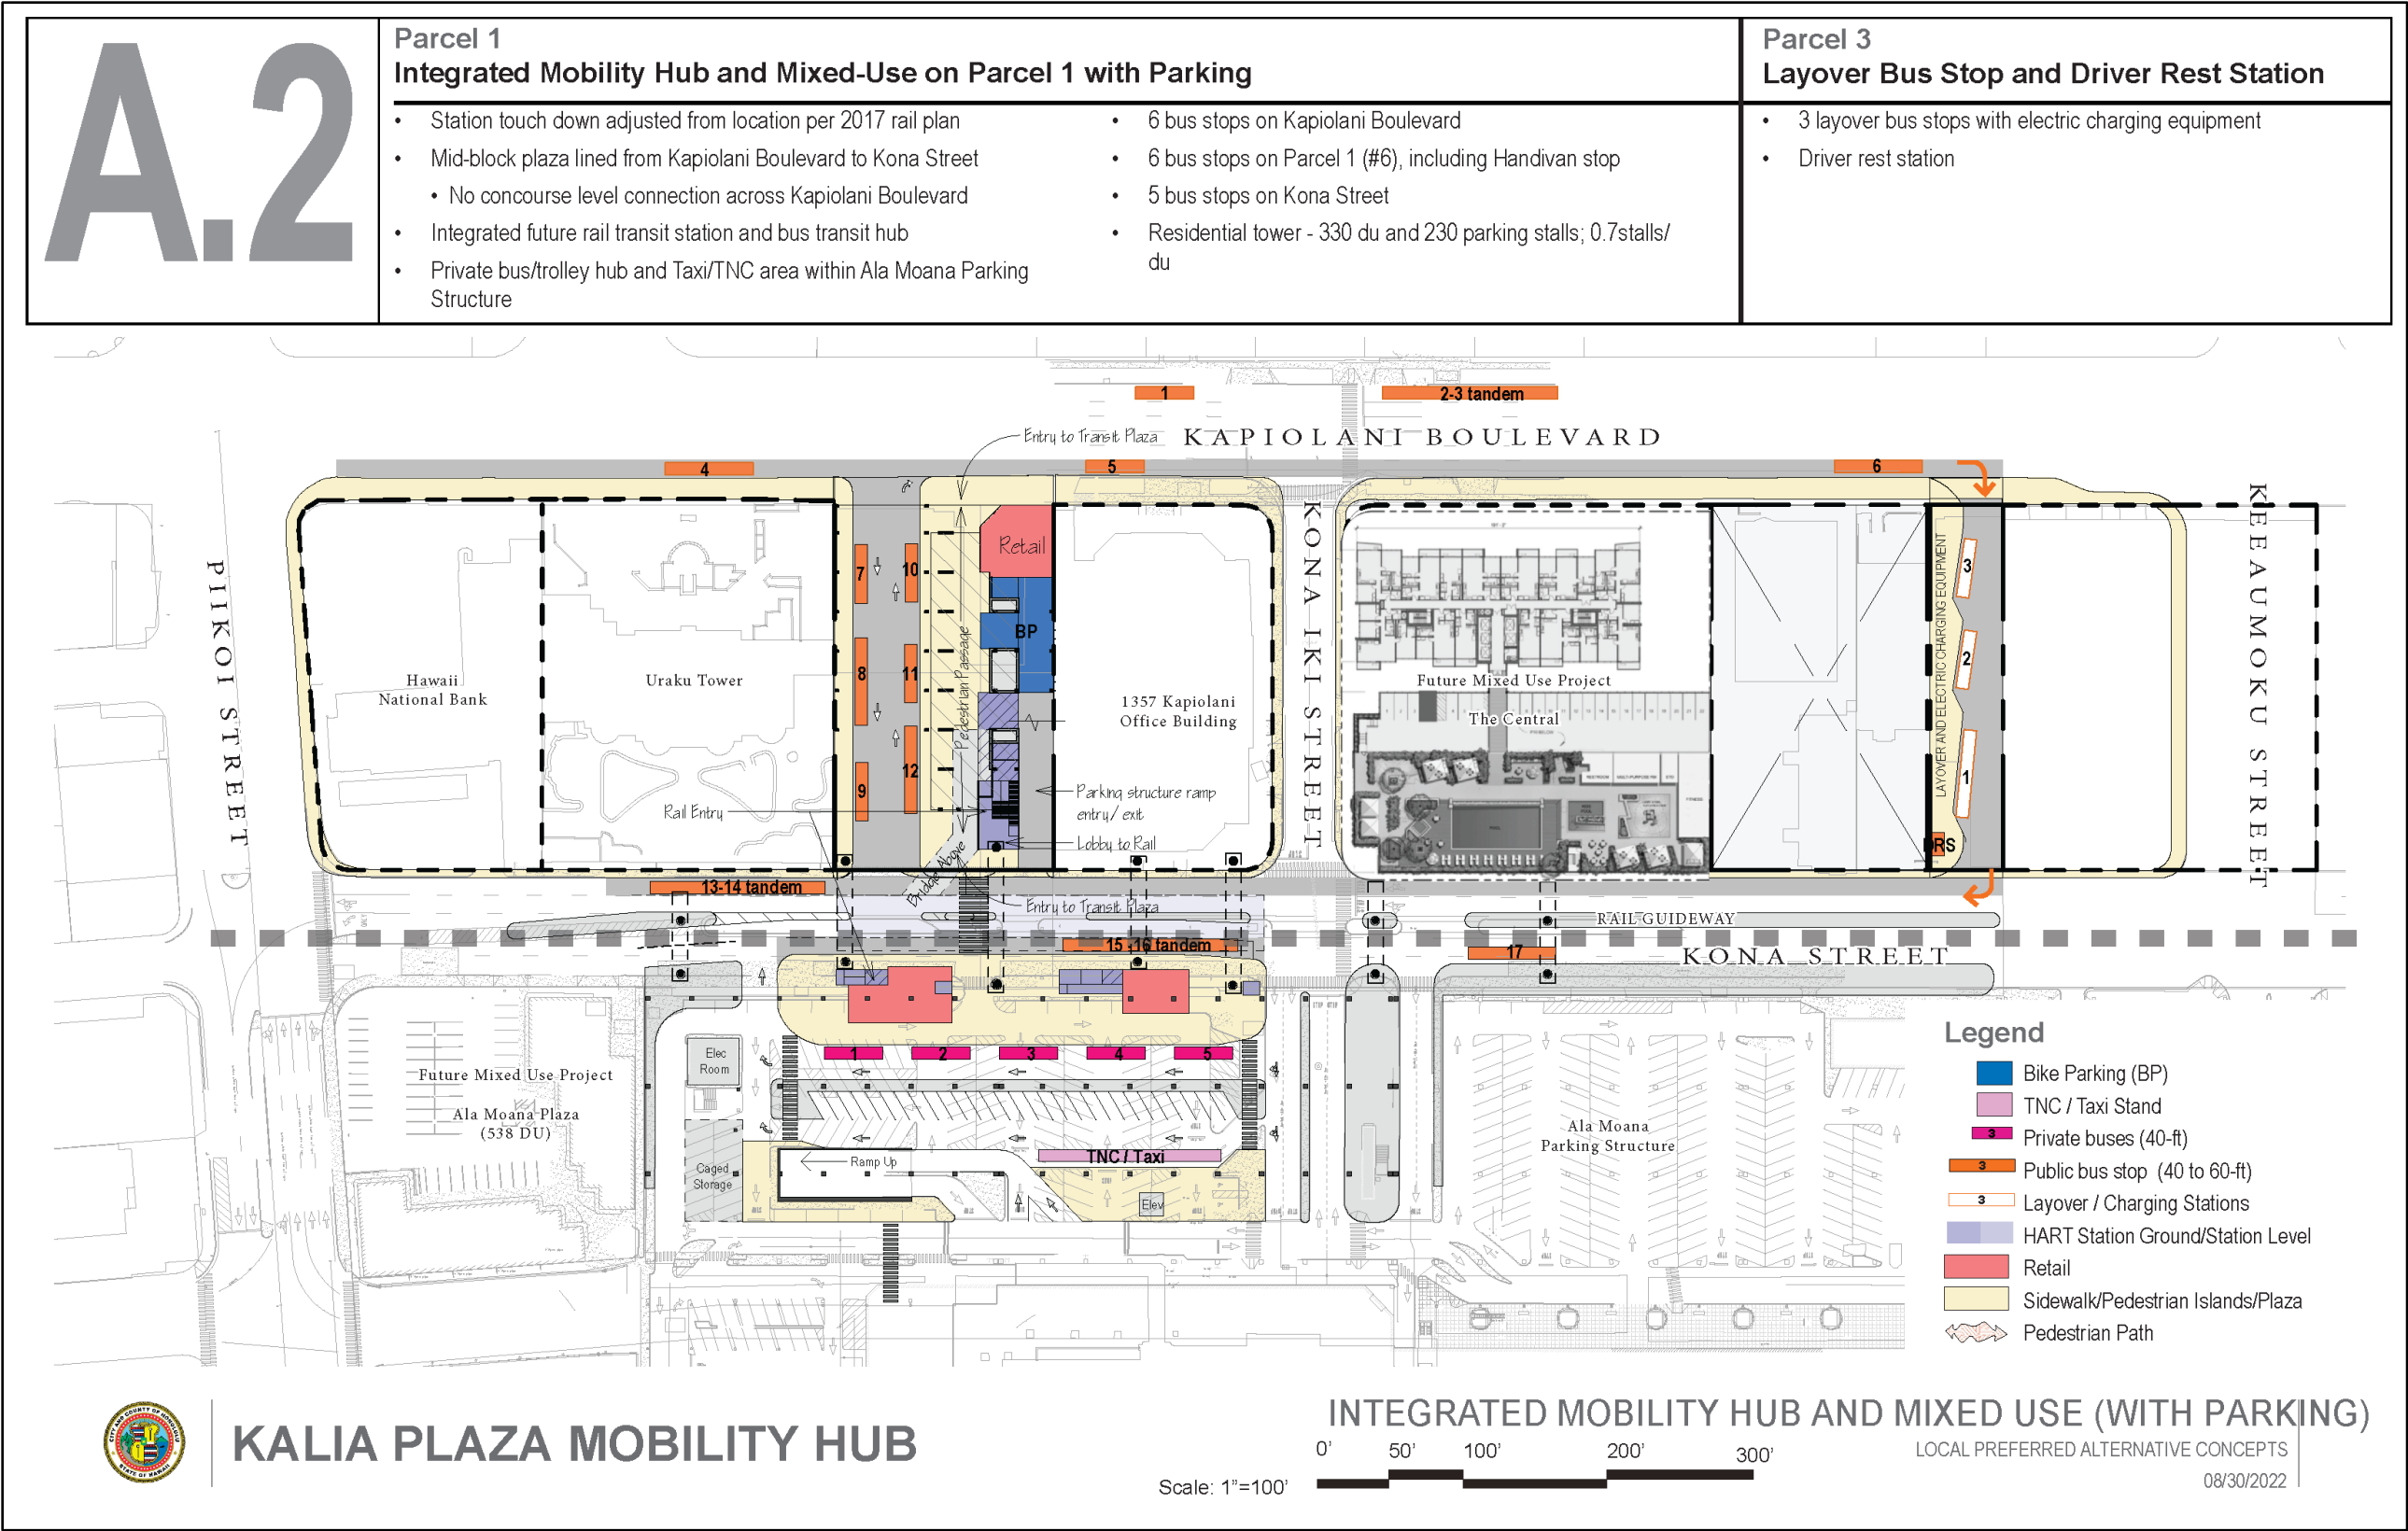 A.2
Parcel 1
Integrated Mobility Hub and Mixed-Use on Parcel 1 with Parking
• Station touch down adjusted from location per 2017 rail plan
• Mid-block plaza lined from Kapiolani Boulevard to Kona Street
• No concourse level connection across Kapiolani Boulevard
• Integrated future rail transit station and bus transit hub
• Private bus/trolley hub and Taxi/TNC area within Ala Moana Parking
Structure
• 6 bus stops on Kapiolani Boulevard
• 6 bus stops on Parcel 1 (#6), including Handivan stop
• 5 bus stops on Kona Street
• Residential tower - 330 du and 230 parking stalls; 0.7stalls/
du
Parcel 3
Layover Bus Stop and Driver Rest Station
• 3 layover bus stops with electric charging equipment
• Driver rest station
1
2-3 tandem
Entry to Transit Plaza
KAPIOLANI BOULEVARD
4
5
6
PIIKOI STREET
Hawaii
National Bank
Uraku Tower
7
8
9
10
11
12
Pedestrian Passage
Retail
BP
1357 Kapiolani
Office Building
Rail Entry
Parking structure ramp
entry/ exit
Lobby to Rail
Bridge Above
KONA IKI STREET
Future Mixed Use Project
The Central
LAYOVER AND ELECTRIC CHARGING EQUIPMENT
3
2
1
DRS
KEEAUMOKU STREET
13-14 tandem
Entry to Transit Plaza
RAIL GUIDEWAY
15 -16 tandem
17
KONA STREET
1
2
3
4
5
Elec
Room
Future Mixed Use Project
Ala Moana Plaza
(538 DU)
Caged
Storage
Ramp Up
TNC / Taxi
Elev
Ala Moana
Parking Structure
Legend
Bike Parking (BP)
TNC / Taxi Stand
3 Private buses (40-ft)
3 Public bus stop (40 to 60-ft)
3 Layover / Charging Stations
HART Station Ground/Station Level
Retail
Sidewalk/Pedestrian Islands/Plaza
Pedestrian Path
CITY AND COUNTY OF HONOLULU
STATE OF HAWAII
KALIA PLAZA MOBILITY HUB
INTEGRATED MOBILITY HUB AND MIXED USE (WITH PARKING)
LOCAL PREFERRED ALTERNATIVE CONCEPTS
08/30/2022
0' 50' 100' 200' 300'
Scale: 1"=100'